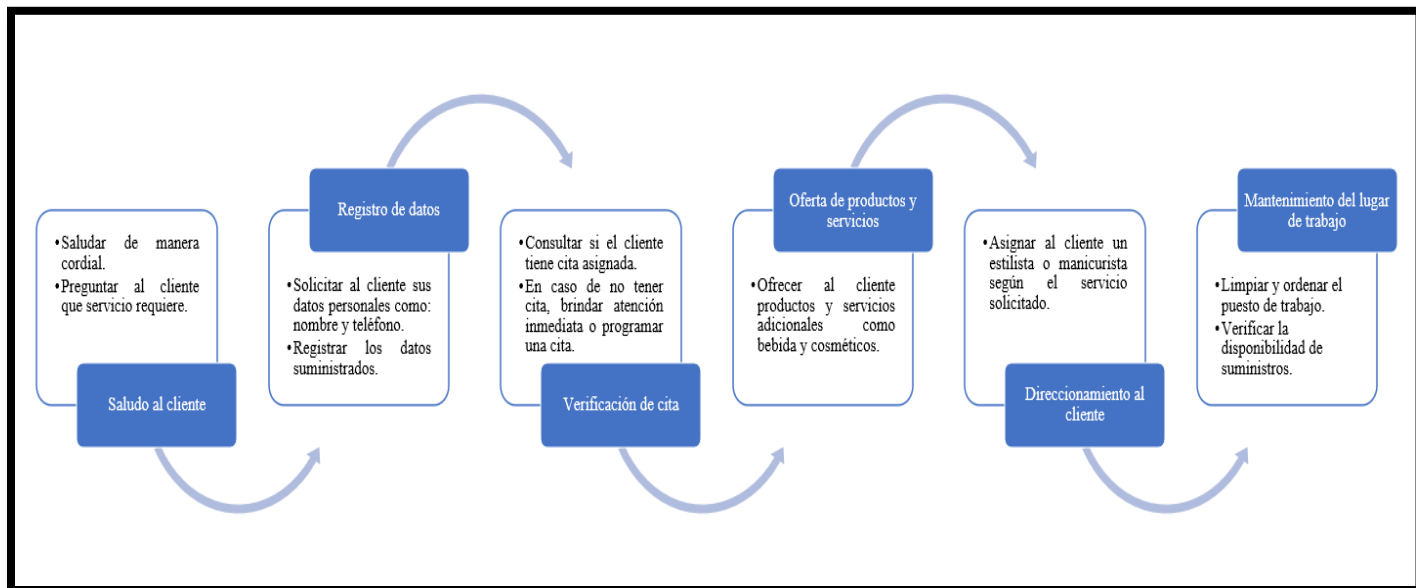 •Saludar de manera
cordial.
•Preguntar al cliente
que servicio requiere.
Saludo al cliente
Registro de datos
•Solicitar al cliente sus
datos personales como:
nombre y teléfono.
•Registrar los datos
suministrados.
•Consultar si el cliente
tiene cita asignada.
•En caso de no tener
cita, brindar atención
inmediata o programar
una cita.
Verificación de cita
Oferta de productos y
servicios
•Ofrecer al cliente
productos y servicios
adicionales como
bebida y cosméticos.
•Asignar al cliente un
estilista o manicurista
según el servicio
solicitado.
Direccionamiento al
cliente
Mantenimiento del lugar
de trabajo
•Limpiar y ordenar el
puesto de trabajo.
•Verificar la
disponibilidad de
suministros.